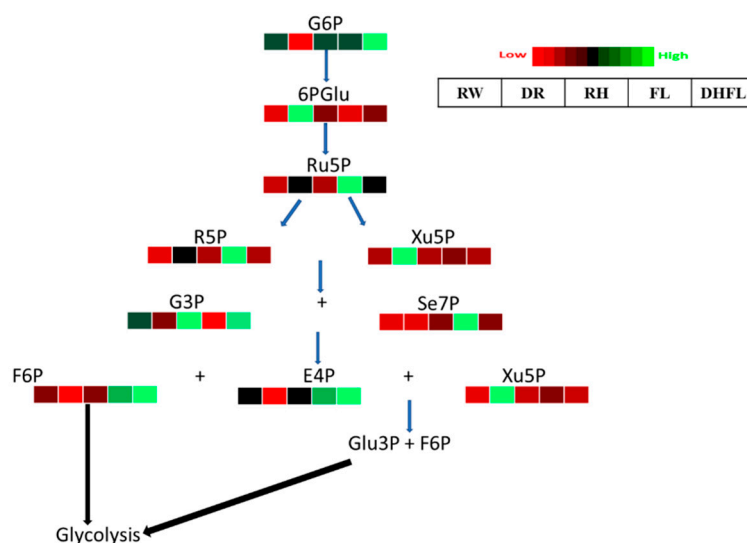 G6P
Low High
RW DR RH FL DHFL
6PGlu
Ru5P
R5P Xu5P
G3P + Se7P
F6P + E4P + Xu5P
Glu3P + F6P
Glycolysis